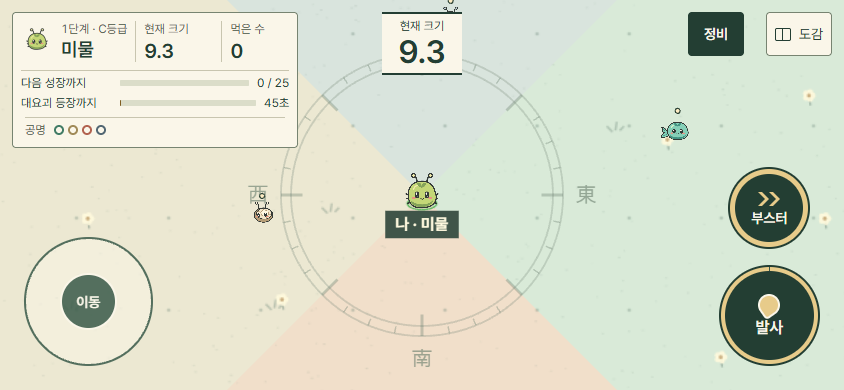 1단계 · C등급
미물
현재 크기
9.3
먹은 수
0
다음 성장까지
0 / 25
대요괴 등장까지
45초
공명
현재 크기
9.3
정비
도감
西
東
나 · 미물
부스터
이동
발사
南